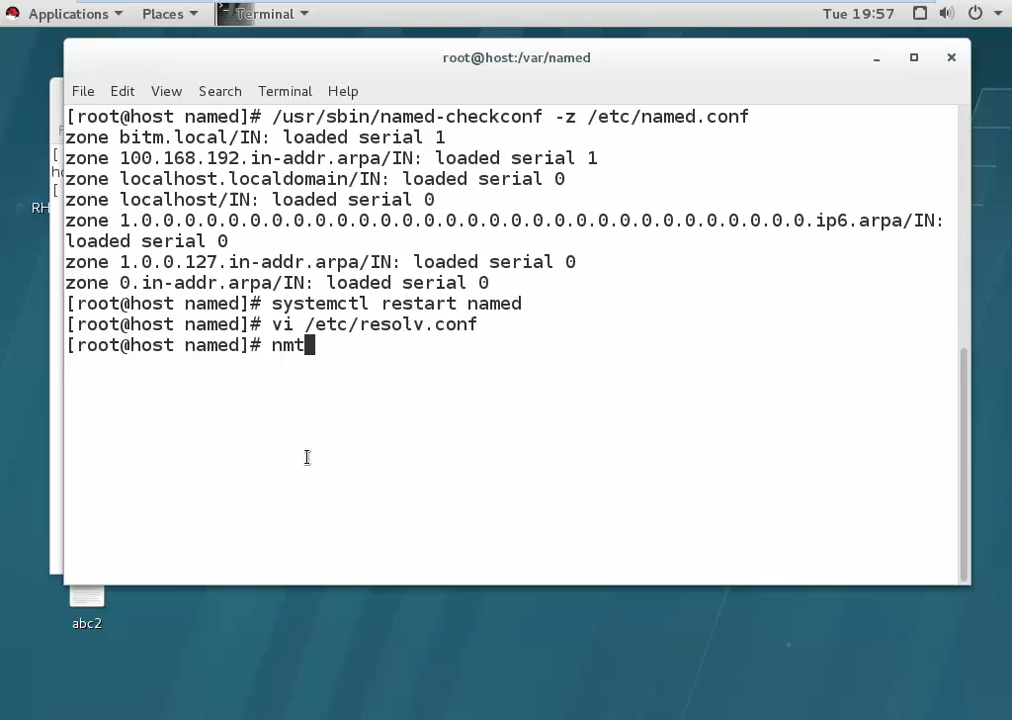 Applications Places Terminal Tue 19:57
root@host:/var/named
File Edit View Search Terminal Help
[root@host named]# /usr/sbin/named-checkconf -z /etc/named.conf
zone bitm.local/IN: loaded serial 1
zone 100.168.192.in-addr.arpa/IN: loaded serial 1
zone localhost.localdomain/IN: loaded serial 0
zone localhost/IN: loaded serial 0
zone 1.0.0.0.0.0.0.0.0.0.0.0.0.0.0.0.0.0.0.0.0.0.0.0.0.0.0.0.0.0.0.0.ip6.arpa/IN:
loaded serial 0
zone 1.0.0.127.in-addr.arpa/IN: loaded serial 0
zone 0.in-addr.arpa/IN: loaded serial 0
[root@host named]# systemctl restart named
[root@host named]# vi /etc/resolv.conf
[root@host named]# nmt
RH
abc2